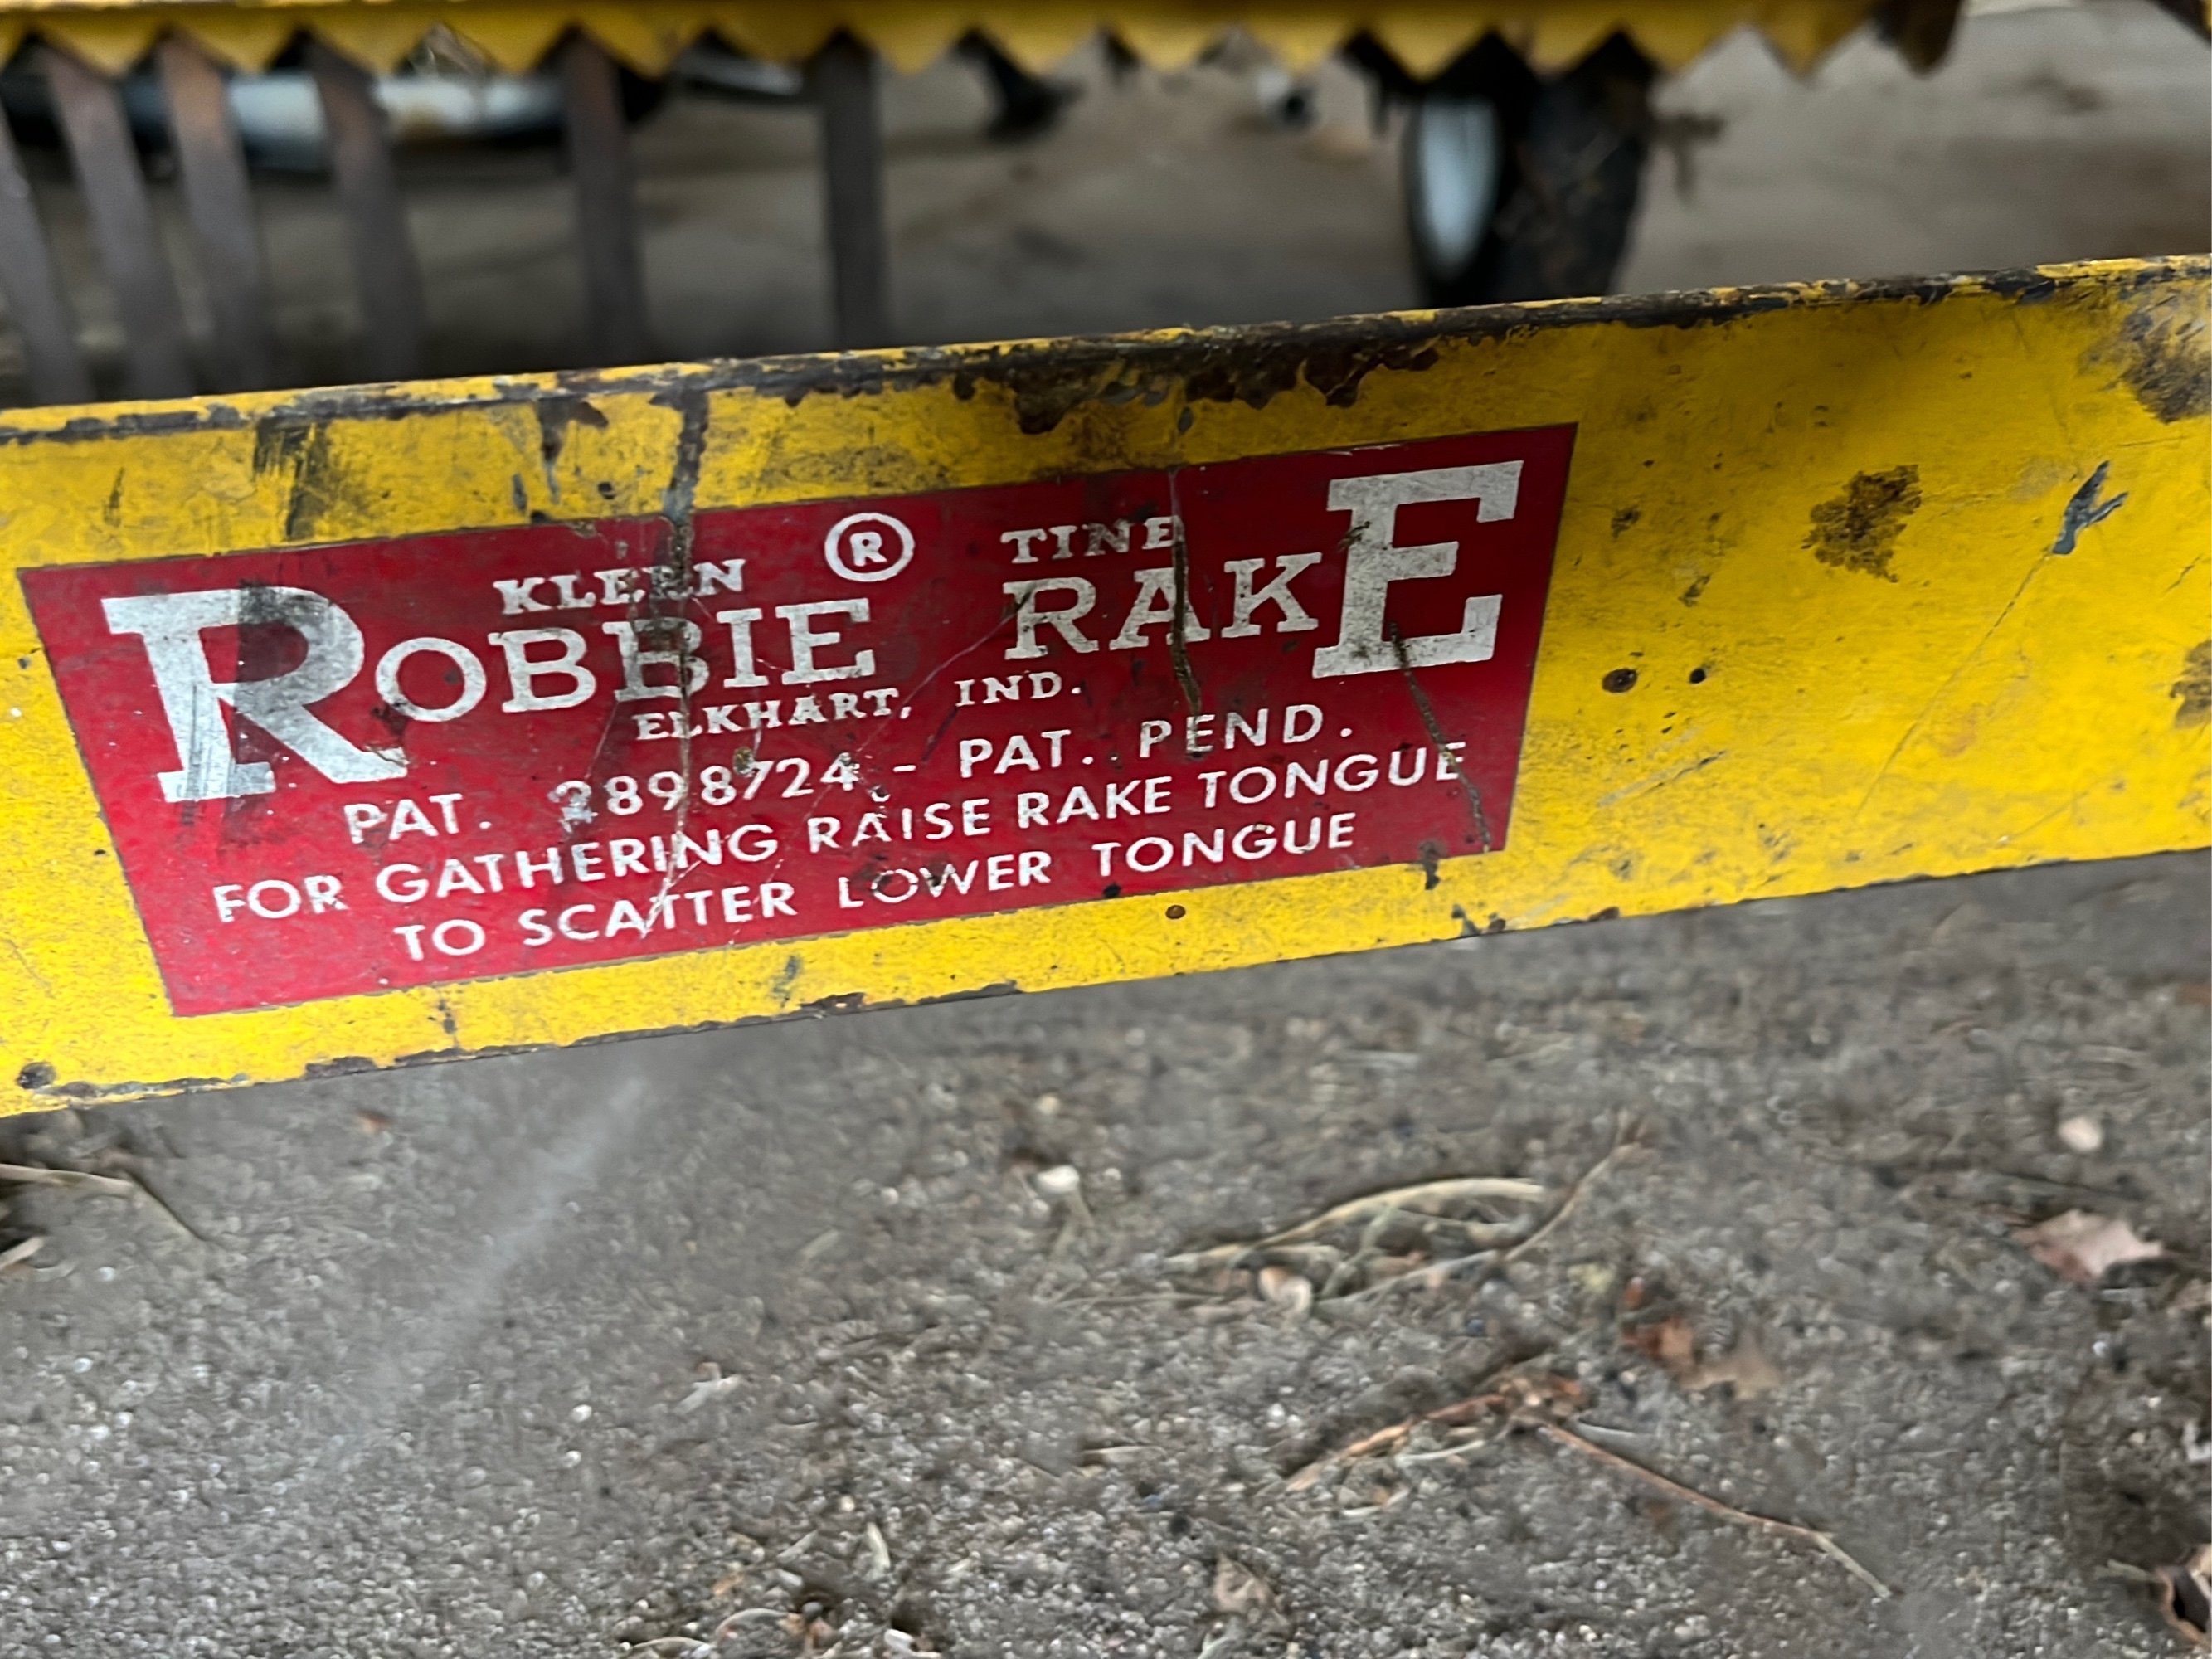 KLEEN ® TINE
ROBBIE RAKE
ELKHART, IND.
PAT. 2898724 - PAT. PEND.
FOR GATHERING RAISE RAKE TONGUE
TO SCATTER LOWER TONGUE